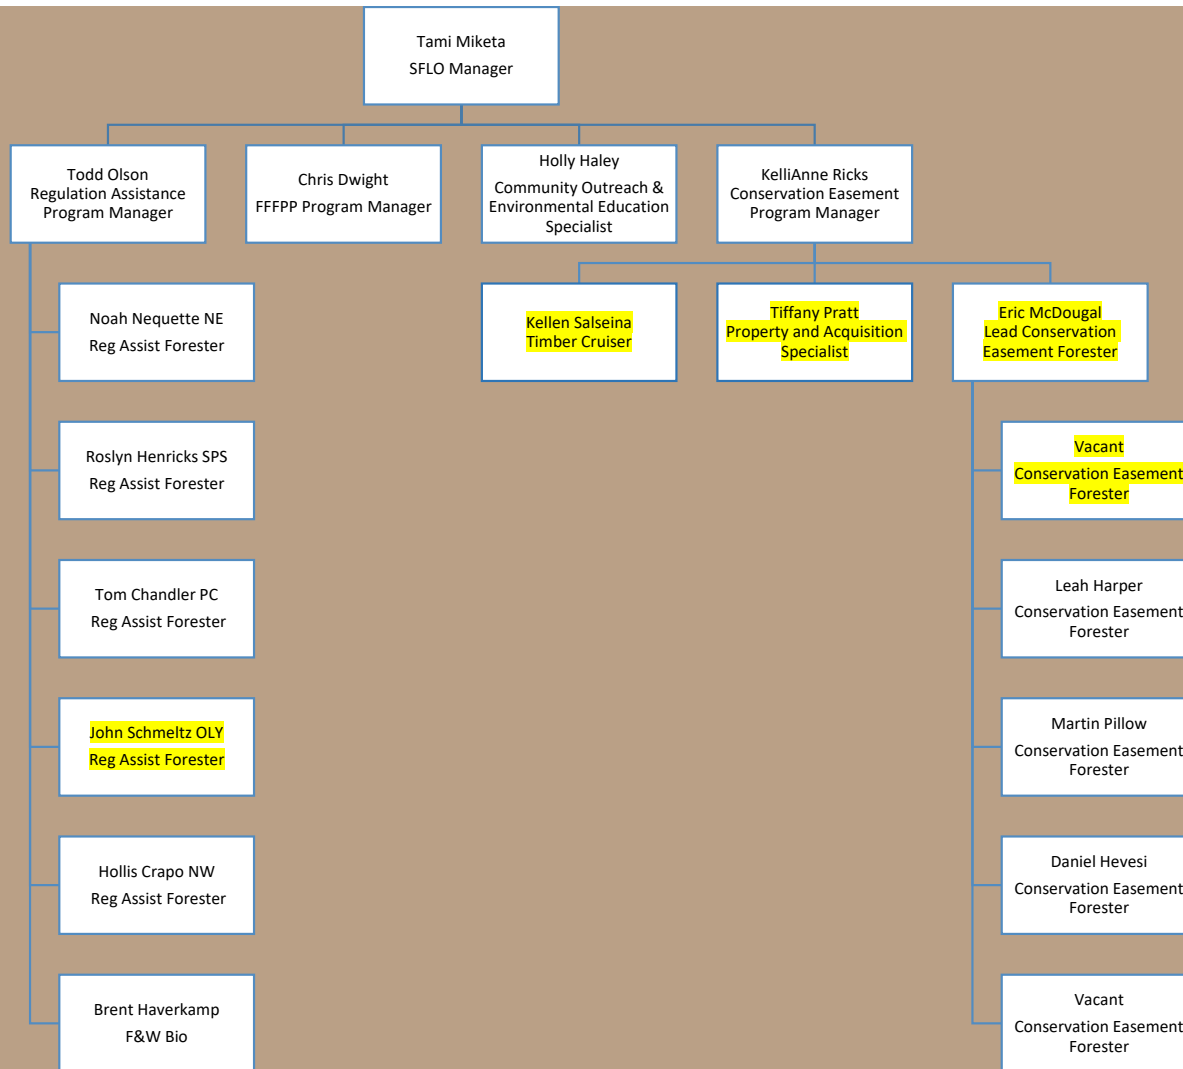 Tami Miketa
SFLO Manager
Todd Olson
Regulation Assistance
Program Manager
Chris Dwight
FFFPP Program Manager
Holly Haley
Community Outreach &
Environmental Education
Specialist
KelliAnne Ricks
Conservation Easement
Program Manager
Noah Nequette NE
Reg Assist Forester
Kellen Salseina
Timber Cruiser
Tiffany Pratt
Property and Acquisition
Specialist
Eric McDougal
Lead Conservation
Easement Forester
Roslyn Henricks SPS
Reg Assist Forester
Vacant
Conservation Easement
Forester
Tom Chandler PC
Reg Assist Forester
Leah Harper
Conservation Easement
Forester
John Schmeltz OLY
Reg Assist Forester
Martin Pillow
Conservation Easement
Forester
Hollis Crapo NW
Reg Assist Forester
Daniel Hevesi
Conservation Easement
Forester
Brent Haverkamp
F&W Bio
Vacant
Conservation Easement
Forester